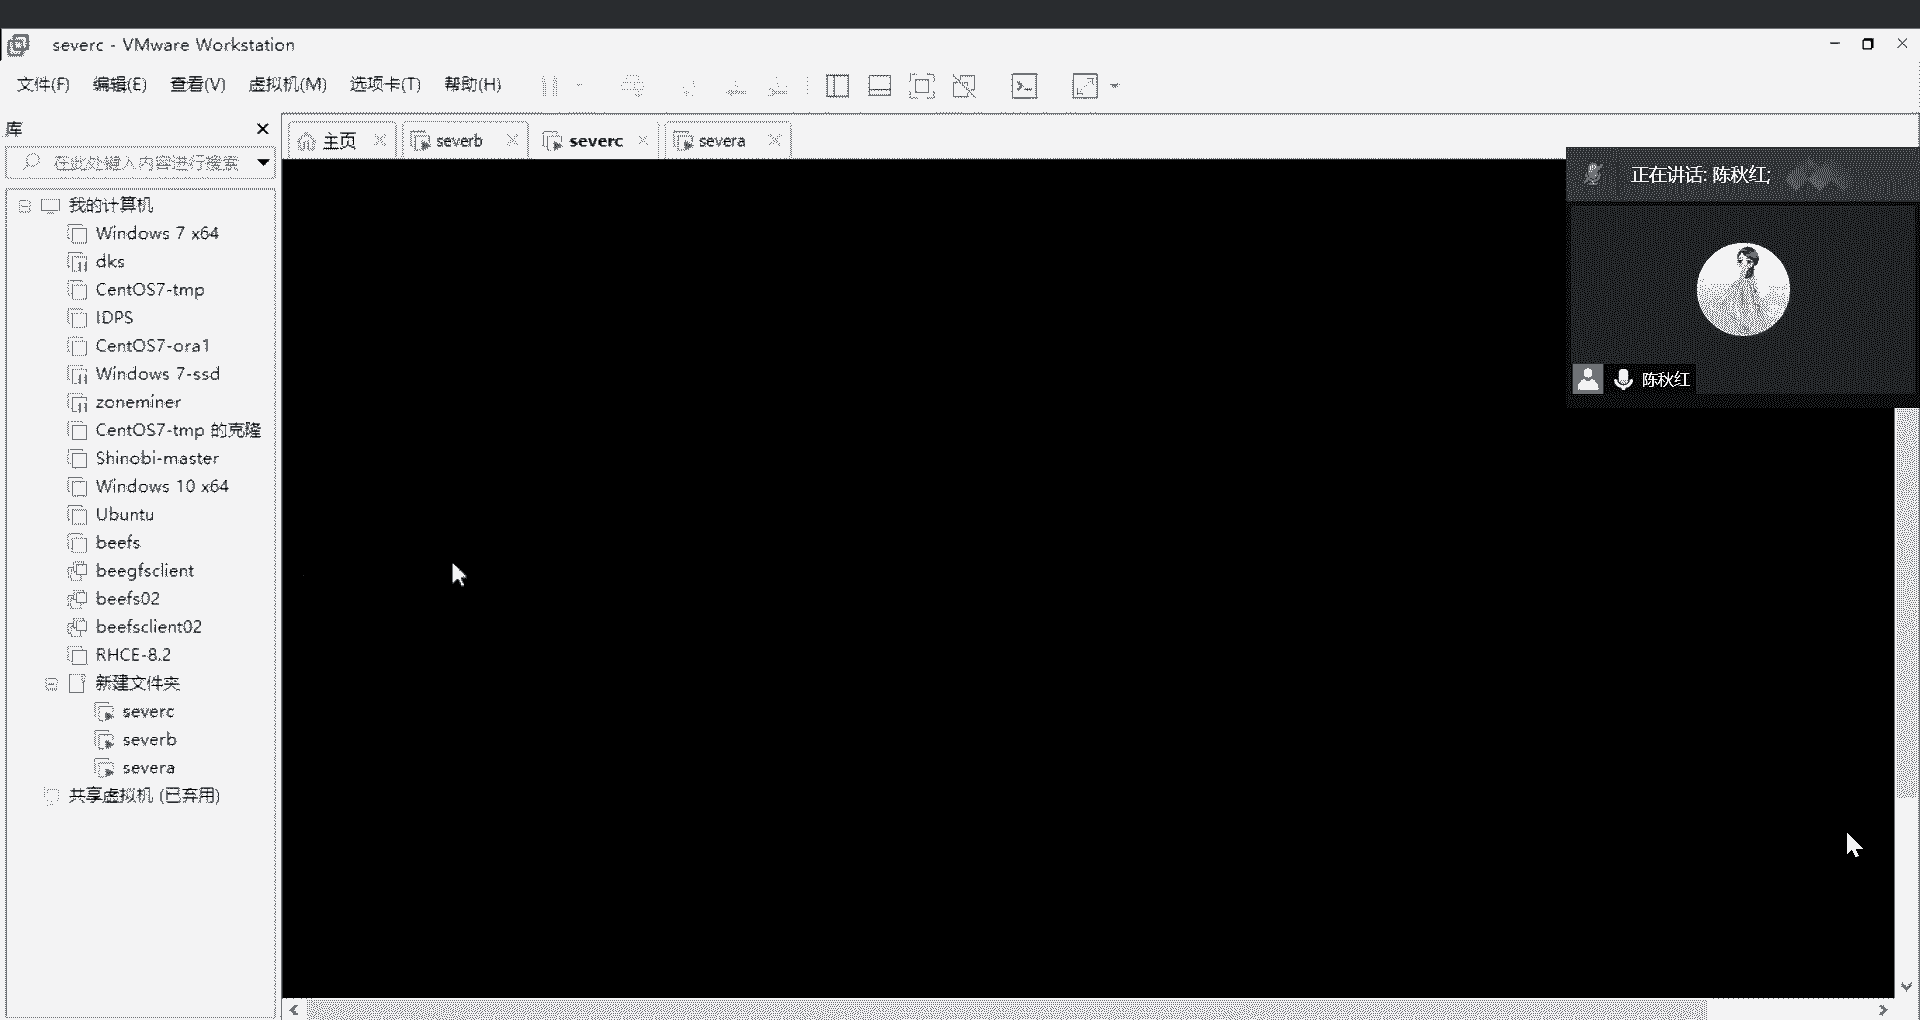 severc - VMware Workstation
文件(F) 编辑(E) 查看(V) 虚拟机(M) 选项卡(T) 帮助(H)
库
在此处键入内容进行搜索
我的计算机
Windows 7 x64
dks
CentOS7-tmp
IDPS
CentOS7-ora1
Windows 7-ssd
zoneminer
CentOS7-tmp 的克隆
Shinobi-master
Windows 10 x64
Ubuntu
beefs
beegfsclient
beefs02
beefsclient02
RHCE-8.2
新建文件夹
severc
severb
severa
共享虚拟机 (已弃用)
主页 severb severc severa
正在讲话: 陈秋红;
陈秋红